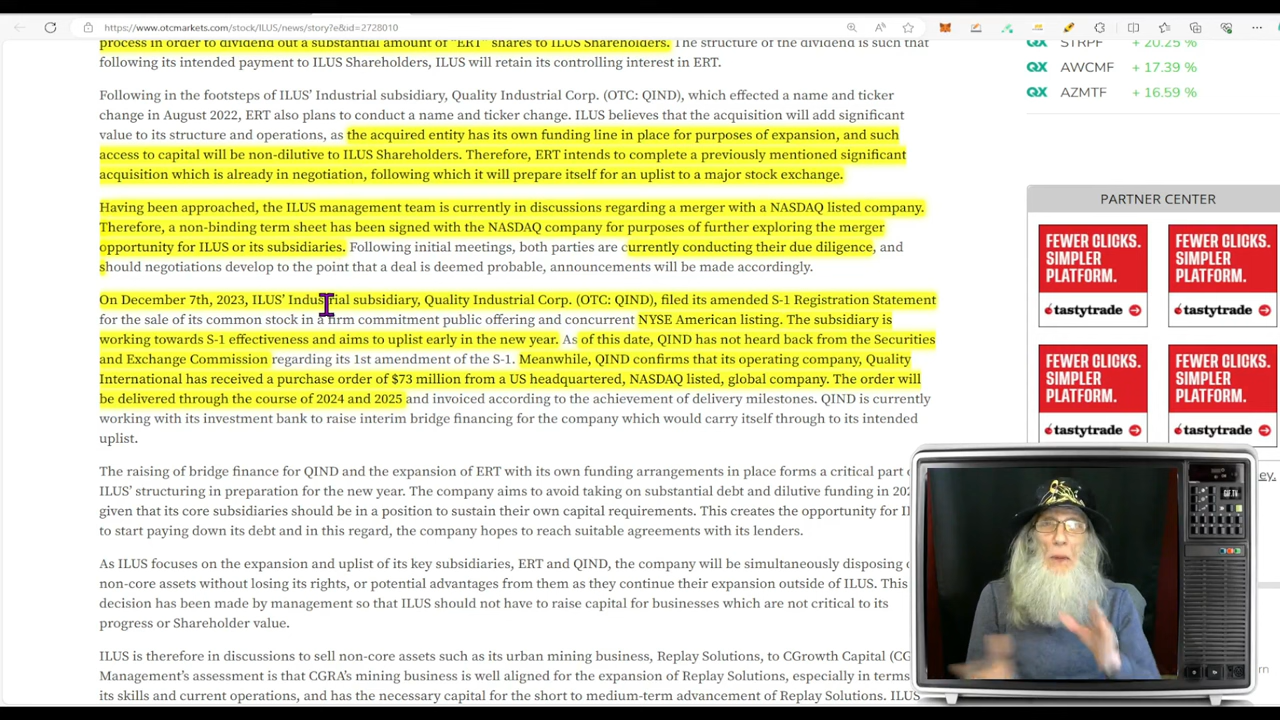 https://www.otcmarkets.com/stock/ILUS/news/story?e&id=2728010
process in order to dividend out a substantial amount of "ERT" shares to ILUS Shareholders. The structure of the dividend is such that
following its intended payment to ILUS Shareholders, ILUS will retain its controlling interest in ERT.
Following in the footsteps of ILUS' Industrial subsidiary, Quality Industrial Corp. (OTC: QIND), which effected a name and ticker
change in August 2022, ERT also plans to conduct a name and ticker change. ILUS believes that the acquisition will add significant
value to its structure and operations, as the acquired entity has its own funding line in place for purposes of expansion, and such
access to capital will be non-dilutive to ILUS Shareholders. Therefore, ERT intends to complete a previously mentioned significant
acquisition which is already in negotiation, following which it will prepare itself for an uplist to a major stock exchange.
Having been approached, the ILUS management team is currently in discussions regarding a merger with a NASDAQ listed company.
Therefore, a non-binding term sheet has been signed with the NASDAQ company for purposes of further exploring the merger
opportunity for ILUS or its subsidiaries. Following initial meetings, both parties are currently conducting their due diligence, and
should negotiations develop to the point that a deal is deemed probable, announcements will be made accordingly.
On December 7th, 2023, ILUS' Industrial subsidiary, Quality Industrial Corp. (OTC: QIND), filed its amended S-1 Registration Statement
for the sale of its common stock in a firm commitment public offering and concurrent NYSE American listing. The subsidiary is
working towards S-1 effectiveness and aims to uplist early in the new year. As of this date, QIND has not heard back from the Securities
and Exchange Commission regarding its 1st amendment of the S-1. Meanwhile, QIND confirms that its operating company, Quality
International has received a purchase order of $73 million from a US headquartered, NASDAQ listed, global company. The order will
be delivered through the course of 2024 and 2025 and invoiced according to the achievement of delivery milestones. QIND is currently
working with its investment bank to raise interim bridge financing for the company which would carry itself through to its intended
uplist.
The raising of bridge finance for QIND and the expansion of ERT with its own funding arrangements in place forms a critical part
ILUS' structuring in preparation for the new year. The company aims to avoid taking on substantial debt and dilutive funding in
given that its core subsidiaries should be in a position to sustain their own capital requirements. This creates the opportunity for
to start paying down its debt and in this regard, the company hopes to reach suitable agreements with its lenders.
As ILUS focuses on the expansion and uplist of its key subsidiaries, ERT and QIND, the company will be simultaneously disposing
non-core assets without losing its rights, or potential advantages from them as they continue their expansion outside of ILUS. This
decision has been made by management so that ILUS should not have to raise capital for businesses which are not critical to its
progress or Shareholder value.
ILUS is therefore in discussions to sell non-core assets such as its mining business, Replay Solutions, to CGrowth Capital
Management's assessment is that CGRA's mining business is well aligned for the expansion of Replay Solutions, especially in terms
its skills and current operations, and has the necessary capital for the short to medium-term advancement of Replay Solutions. ILUS
QX STRPF + 20.25 %
QX AWCMF + 17.39 %
QX AZMTF + 16.59 %
PARTNER CENTER
FEWER CLICKS.
SIMPLER
PLATFORM.
tastytrade
FEWER CLICKS.
SIMPLER
PLATFORM.
tastytrade
FEWER CLICKS.
SIMPLER
PLATFORM.
tastytrade
FEWER CLICKS.
SIMPLER
PLATFORM.
tastytrade